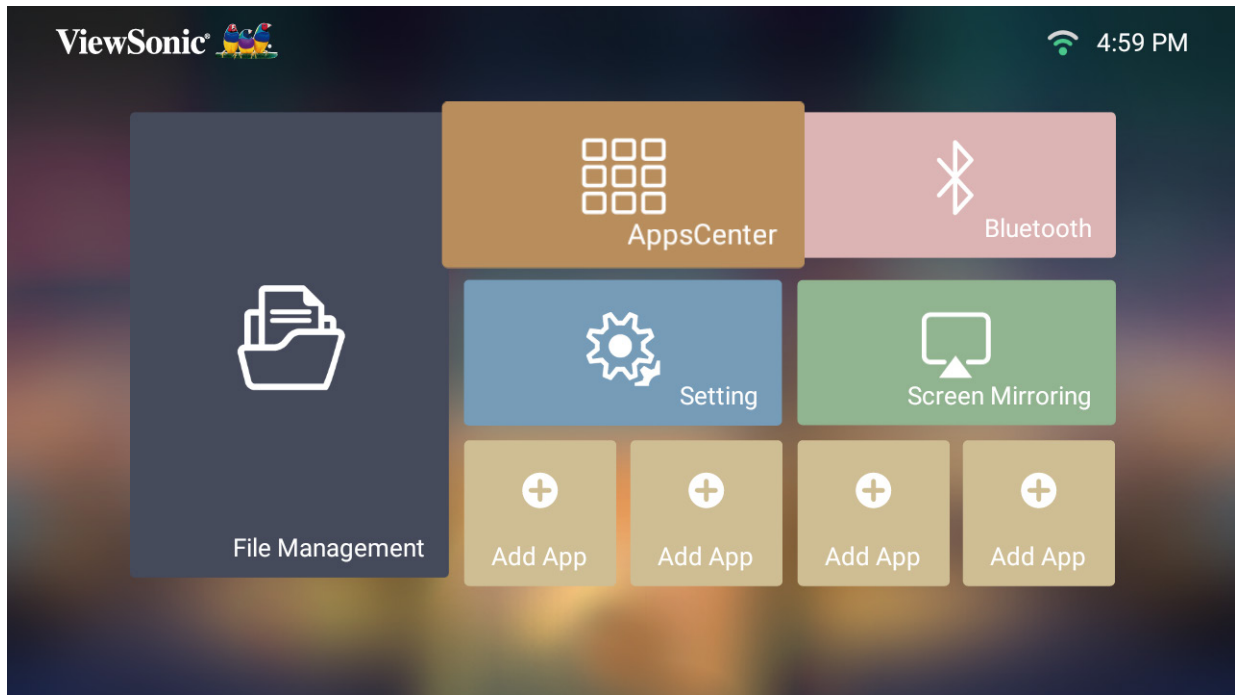 ViewSonic®
4:59 PM
AppsCenter
Bluetooth
Setting
Screen Mirroring
File Management
Add App
Add App
Add App
Add App